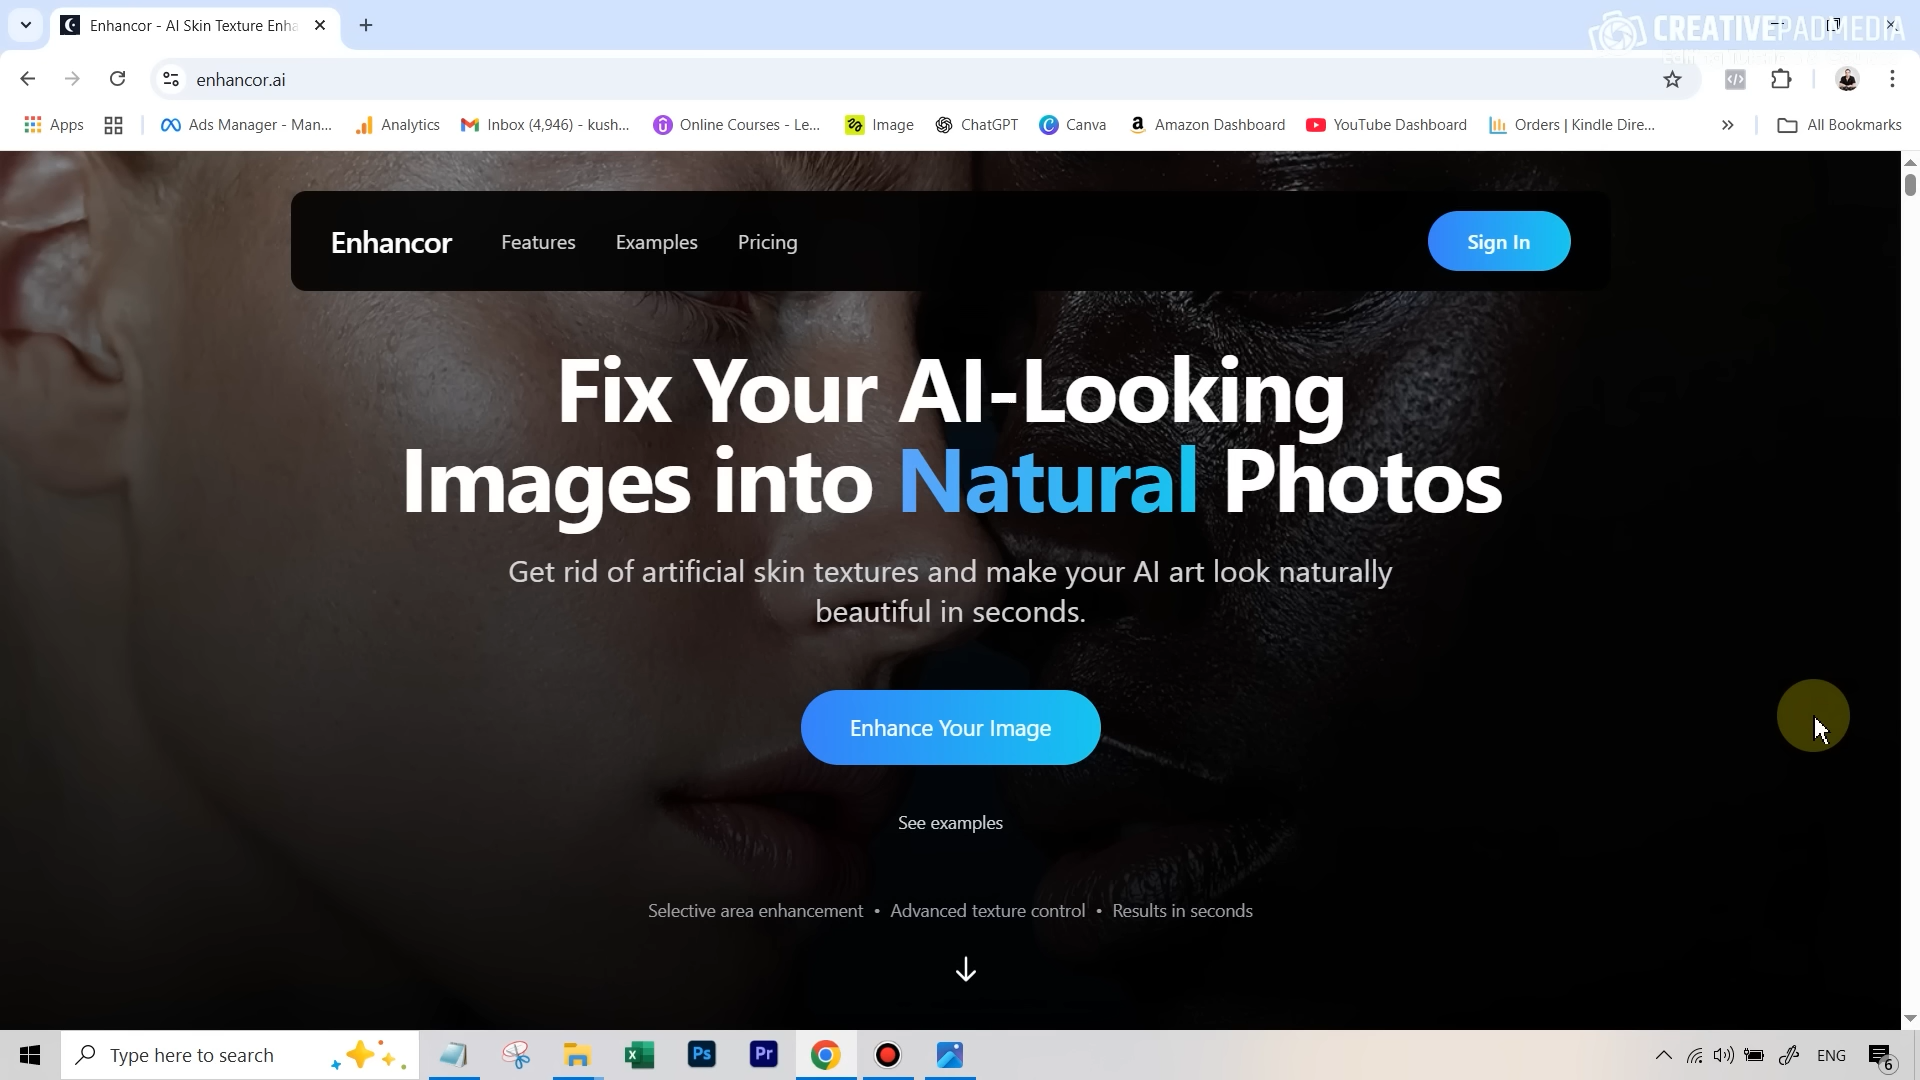 Enhancor - AI Skin Texture Enha
CREATIVEPADMEDIA
enhancor.ai
Apps
Ads Manager - Man...
Analytics
Inbox (4,946) - kush...
Online Courses - Le...
Image
ChatGPT
Canva
Amazon Dashboard
YouTube Dashboard
Orders | Kindle Dire...
All Bookmarks
Enhancor
Features
Examples
Pricing
Sign In
Fix Your AI-Looking
Images into Natural Photos
Get rid of artificial skin textures and make your AI art look naturally
beautiful in seconds.
Enhance Your Image
See examples
Selective area enhancement • Advanced texture control • Results in seconds
Type here to search
Ps
Pr
ENG
6